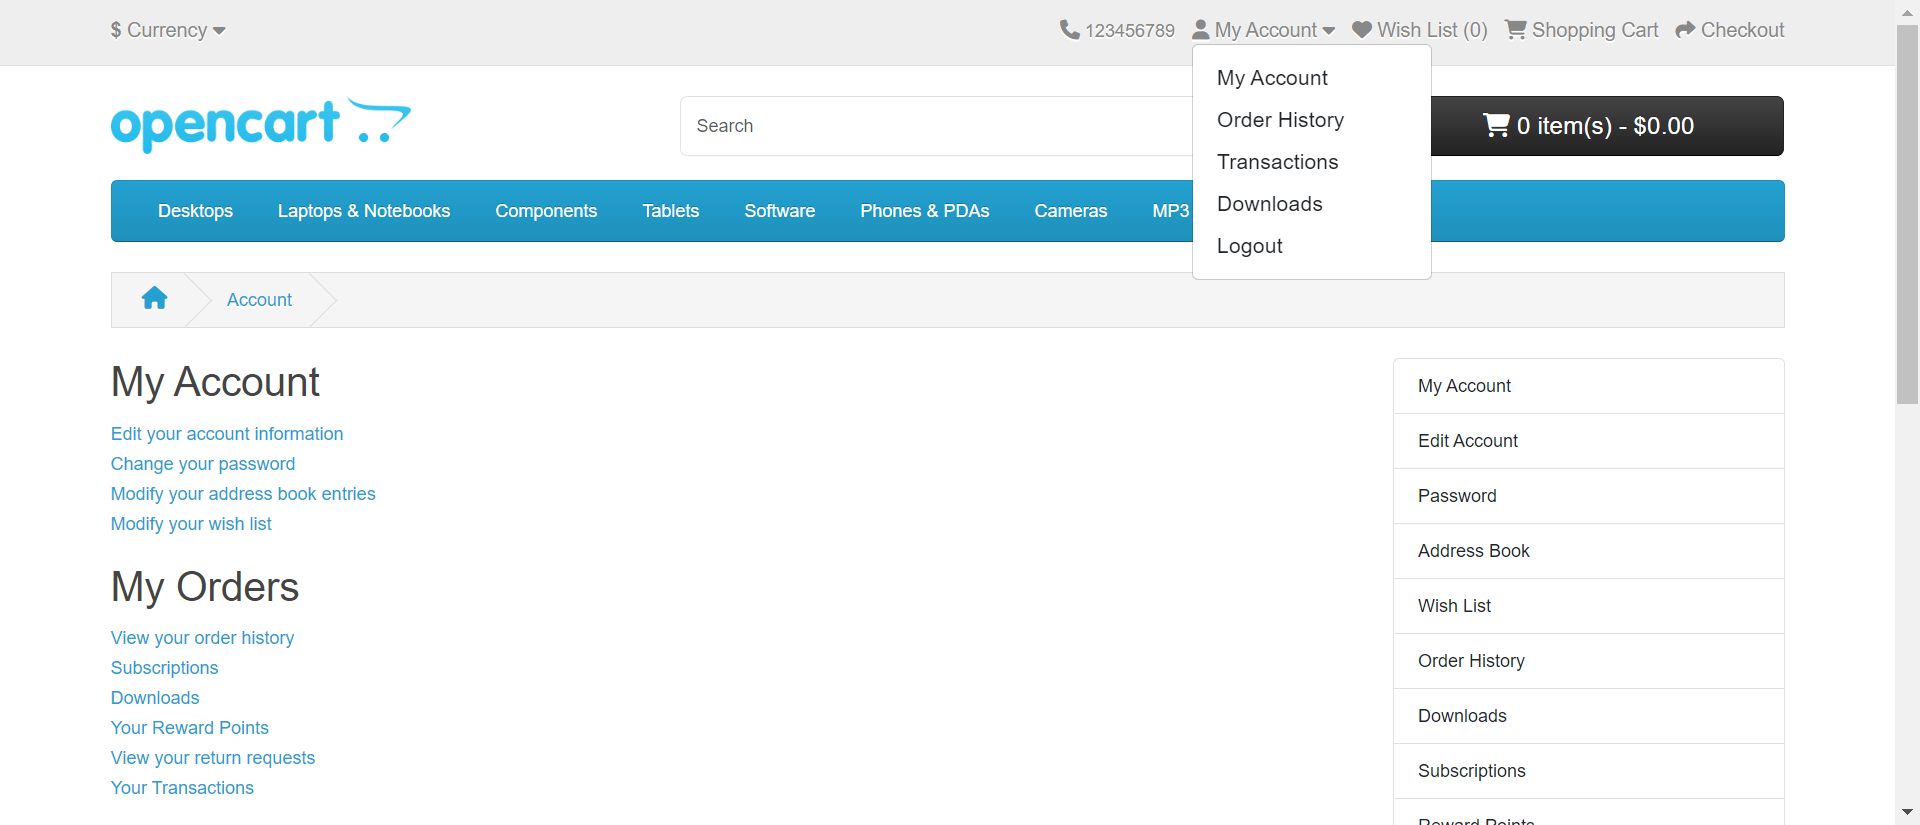 $ Currency
123456789 My Account Wish List (0) Shopping Cart Checkout
opencart
Search
0 item(s) - $0.00
My Account
Order History
Transactions
Downloads
Logout
Desktops Laptops & Notebooks Components Tablets Software Phones & PDAs Cameras MP3
Account
My Account
Edit your account information
Change your password
Modify your address book entries
Modify your wish list
My Orders
View your order history
Subscriptions
Downloads
Your Reward Points
View your return requests
Your Transactions
My Account
Edit Account
Password
Address Book
Wish List
Order History
Downloads
Subscriptions
Reward Points